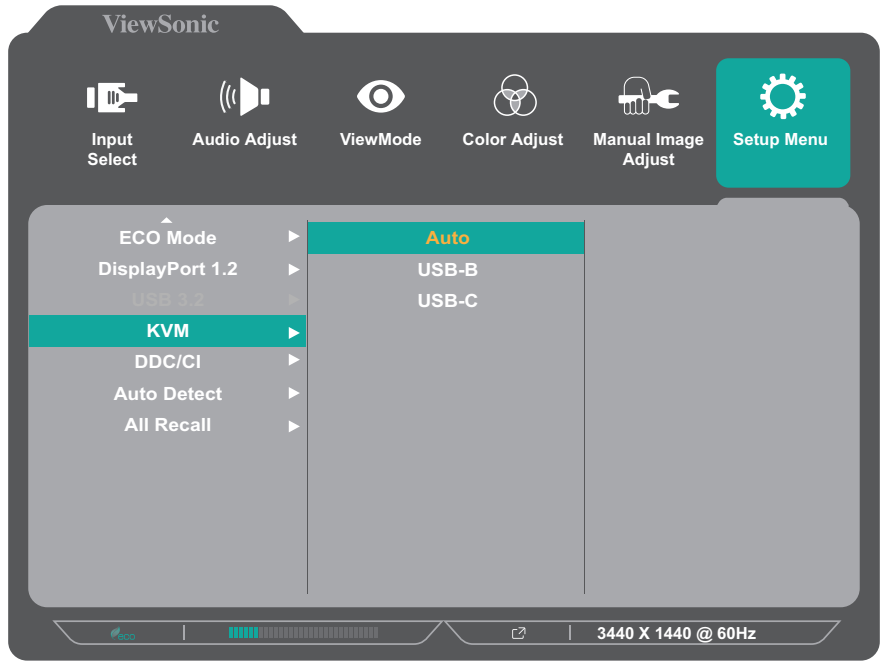 ViewSonic
Input
Select
Audio Adjust
ViewMode
Color Adjust
Manual Image
Adjust
Setup Menu
ECO Mode
DisplayPort 1.2
USB 3.2
KVM
DDC/CI
Auto Detect
All Recall
Auto
USB-B
USB-C
eco
3440 X 1440 @ 60Hz